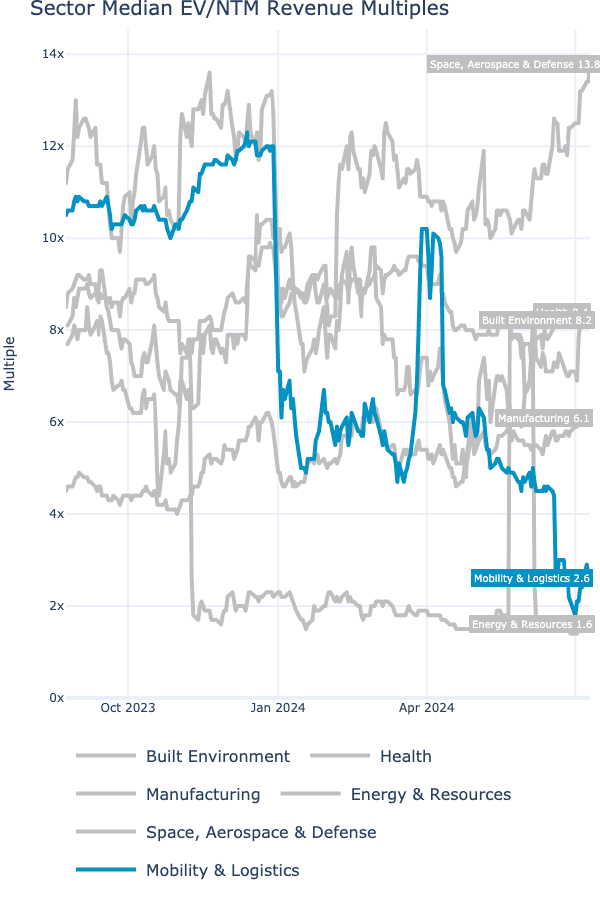 Sector Median EV/NTM Revenue Multiples
14x
Space, Aerospace & Defense 13.8
12x
10x
8x
Built Environment 8.2
Multiple
6x
Manufacturing 6.1
4x
Mobility & Logistics 2.6
2x
Energy & Resources 1.6
0x
Oct 2023 Jan 2024 Apr 2024
Built Environment Health
Manufacturing Energy & Resources
Space, Aerospace & Defense
Mobility & Logistics